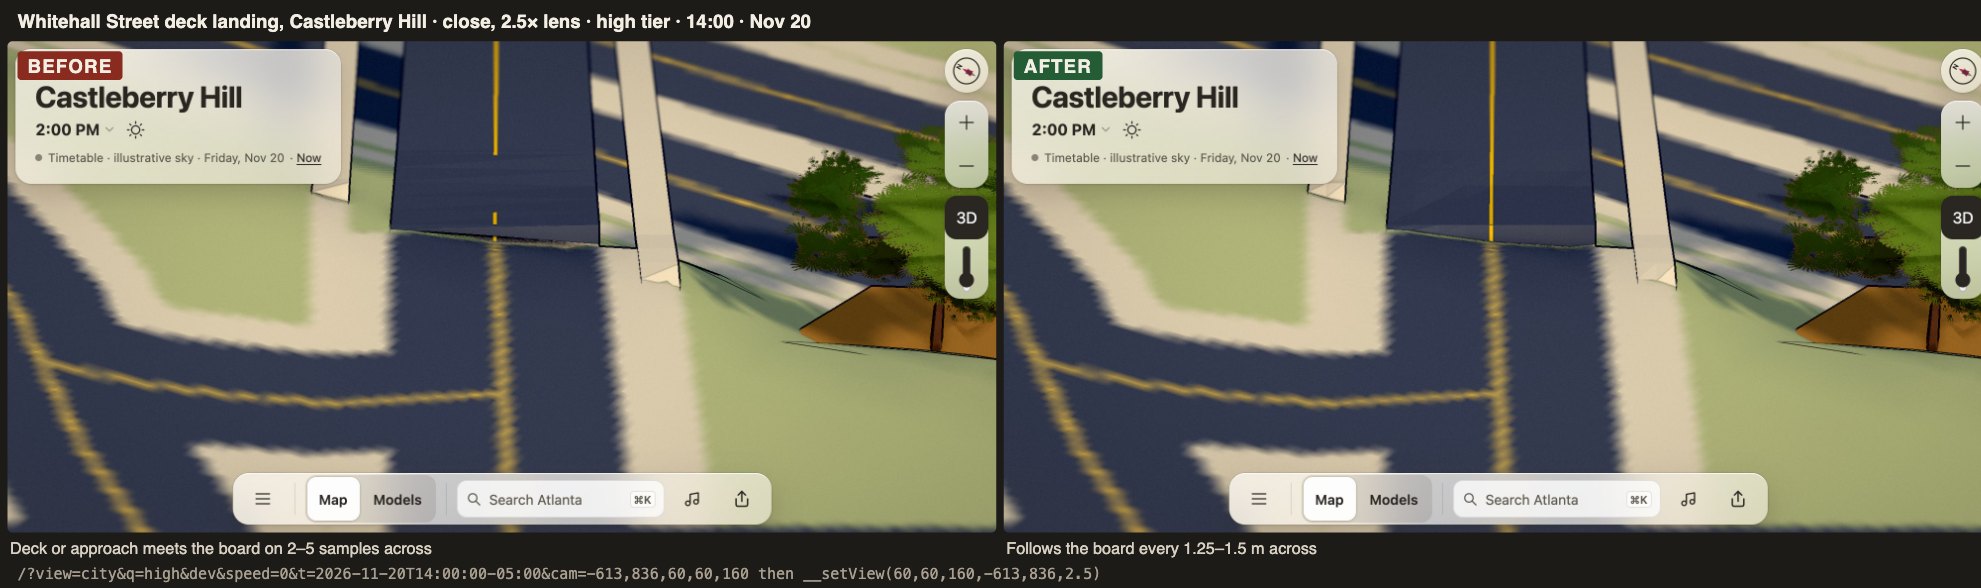 Whitehall Street deck landing, Castleberry Hill · close, 2.5× lens · high tier · 14:00 · Nov 20
BEFORE
Castleberry Hill
2:00 PM
Timetable · illustrative sky · Friday, Nov 20 · Now
N
+
−
3D
Map
Models
Search Atlanta
⌘K
AFTER
Castleberry Hill
2:00 PM
Timetable · illustrative sky · Friday, Nov 20 · Now
N
+
−
3D
Map
Models
Search Atlanta
⌘K
Deck or approach meets the board on 2–5 samples across
Follows the board every 1.25–1.5 m across
/?view=city&q=high&dev&speed=0&t=2026-11-20T14:00:00-05:00&cam=-613,836,60,60,160 then __setView(60,60,160,-613,836,2.5)